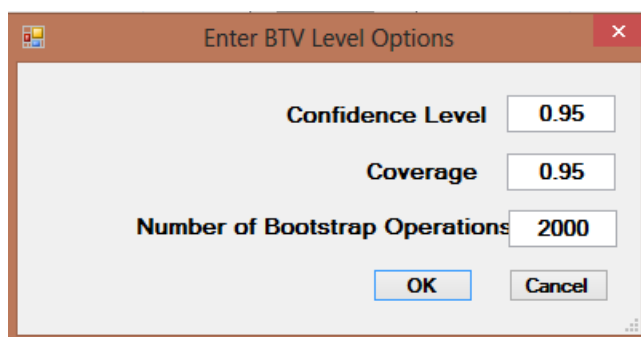 Enter BTV Level Options
Confidence Level 0.95
Coverage 0.95
Number of Bootstrap Operations 2000
OK Cancel